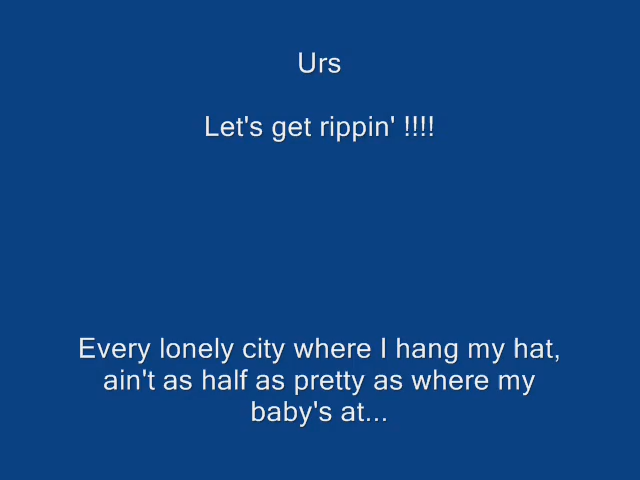 Urs
Let's get rippin' !!!!
Every lonely city where I hang my hat,
ain't as half as pretty as where my
baby's at...